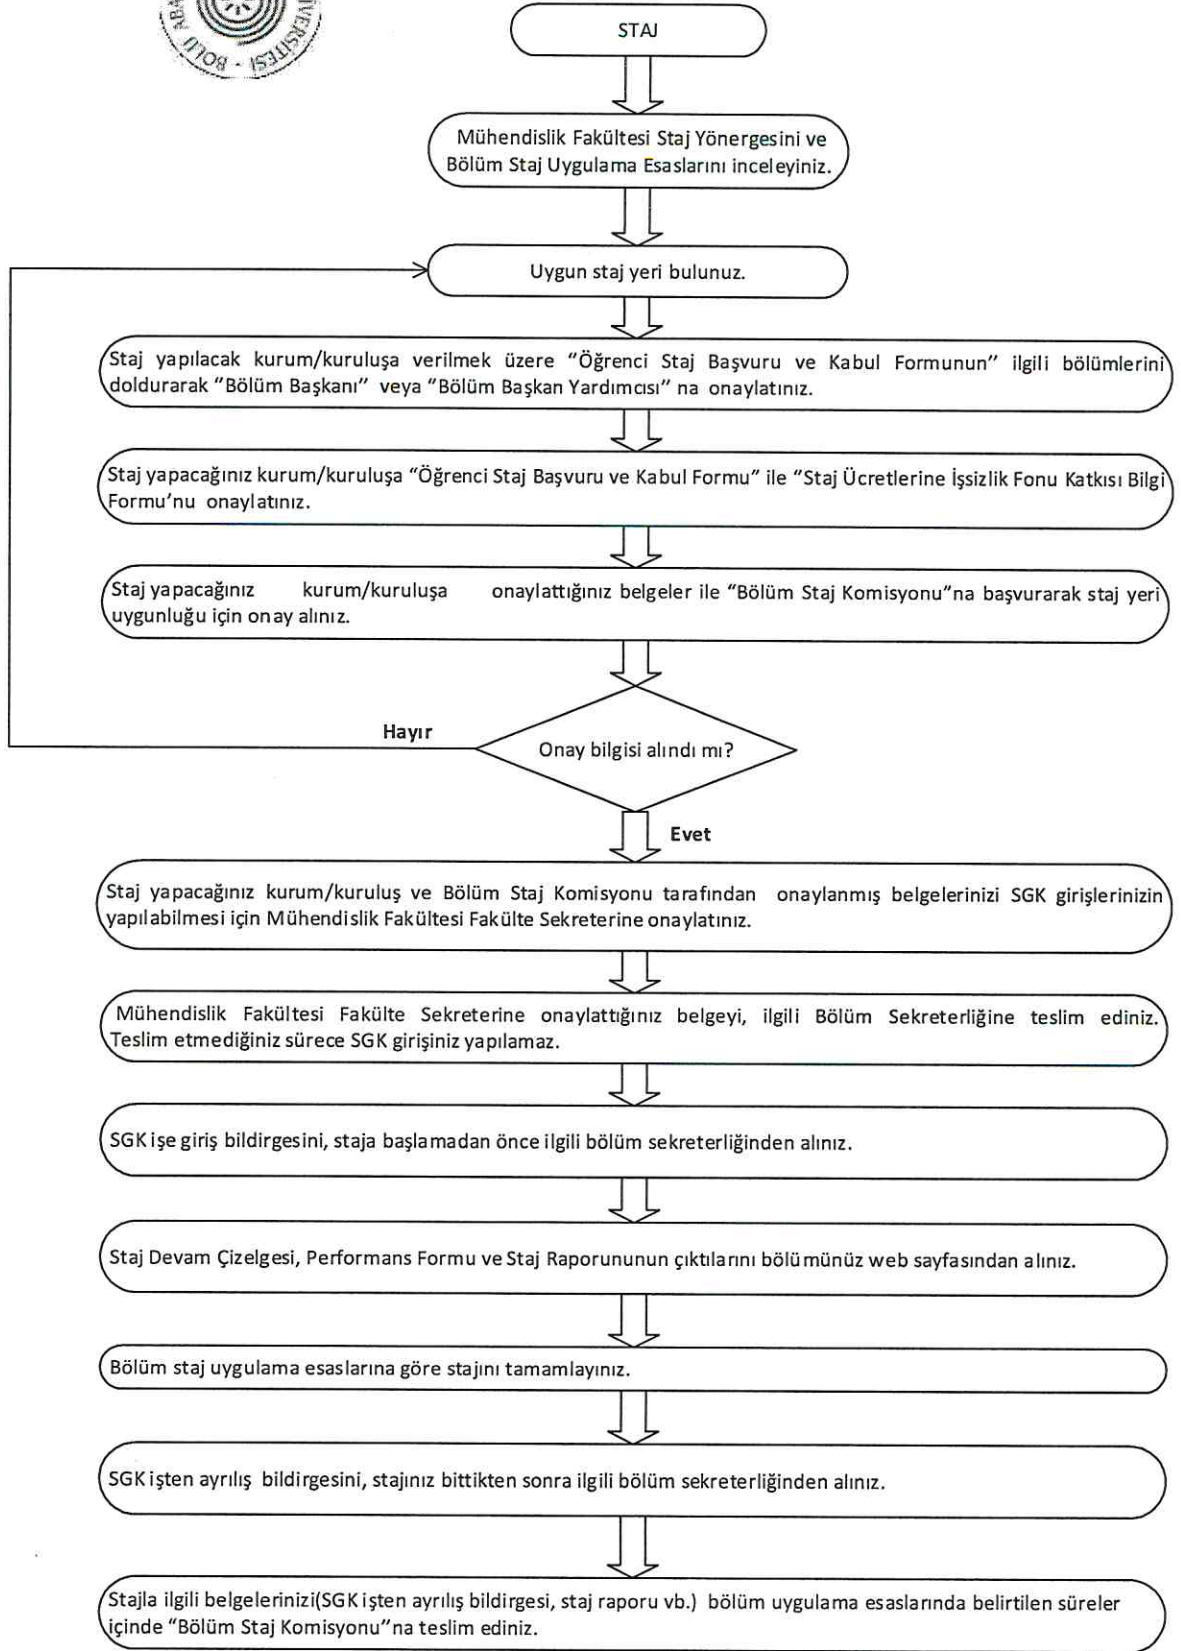 BOLU ABA
STAJ
Mühendislik Fakültesi Staj Yönergesini ve
Bölüm Staj Uygulama Esaslarını inceleyiniz.
Uygun staj yeri bulunuz.
Staj yapılacak kurum/kuruluşa verilmek üzere “Öğrenci Staj Başvuru ve Kabul Formunun” ilgili bölümlerini
doldurarak “Bölüm Başkanı” veya “Bölüm Başkan Yardımcısı” na onaylatınız.
Staj yapacağınız kurum/kuruluşa “Öğrenci Staj Başvuru ve Kabul Formu” ile “Staj Ücretlerine İşsizlik Fonu Katkısı Bilgi
Formu’nu onaylatınız.
Staj yapacağınız kurum/kuruluşa onaylattığınız belgeler ile “Bölüm Staj Komisyonu”na başvurarak staj yeri
uygunluğu için onay alınız.
Hayır
Onay bilgisi alındı mı?
Evet
Staj yapacağınız kurum/kuruluş ve Bölüm Staj Komisyonu tarafından onaylanmış belgelerinizi SGK girişlerinizin
yapılabilmesi için Mühendislik Fakültesi Fakülte Sekreterine onaylatınız.
Mühendislik Fakültesi Fakülte Sekreterine onaylattığınız belgeyi, ilgili Bölüm Sekreterliğine teslim ediniz.
Teslim etmediğiniz sürece SGK girişiniz yapılamaz.
SGK işe giriş bildirgesini, staja başlamadan önce ilgili bölüm sekreterliğinden alınız.
Staj Devam Çizelgesi, Performans Formu ve Staj Raporununun çıktılarını bölümünüz web sayfasından alınız.
Bölüm staj uygulama esaslarına göre stajını tamamlayınız.
SGK işten ayrılış bildirgesini, stajınız bittikten sonra ilgili bölüm sekreterliğinden alınız.
Stajla ilgili belgelerinizi(SGK işten ayrılış bildirgesi, staj raporu vb.) bölüm uygulama esaslarında belirtilen süreler
içinde “Bölüm Staj Komisyonu”na teslim ediniz.